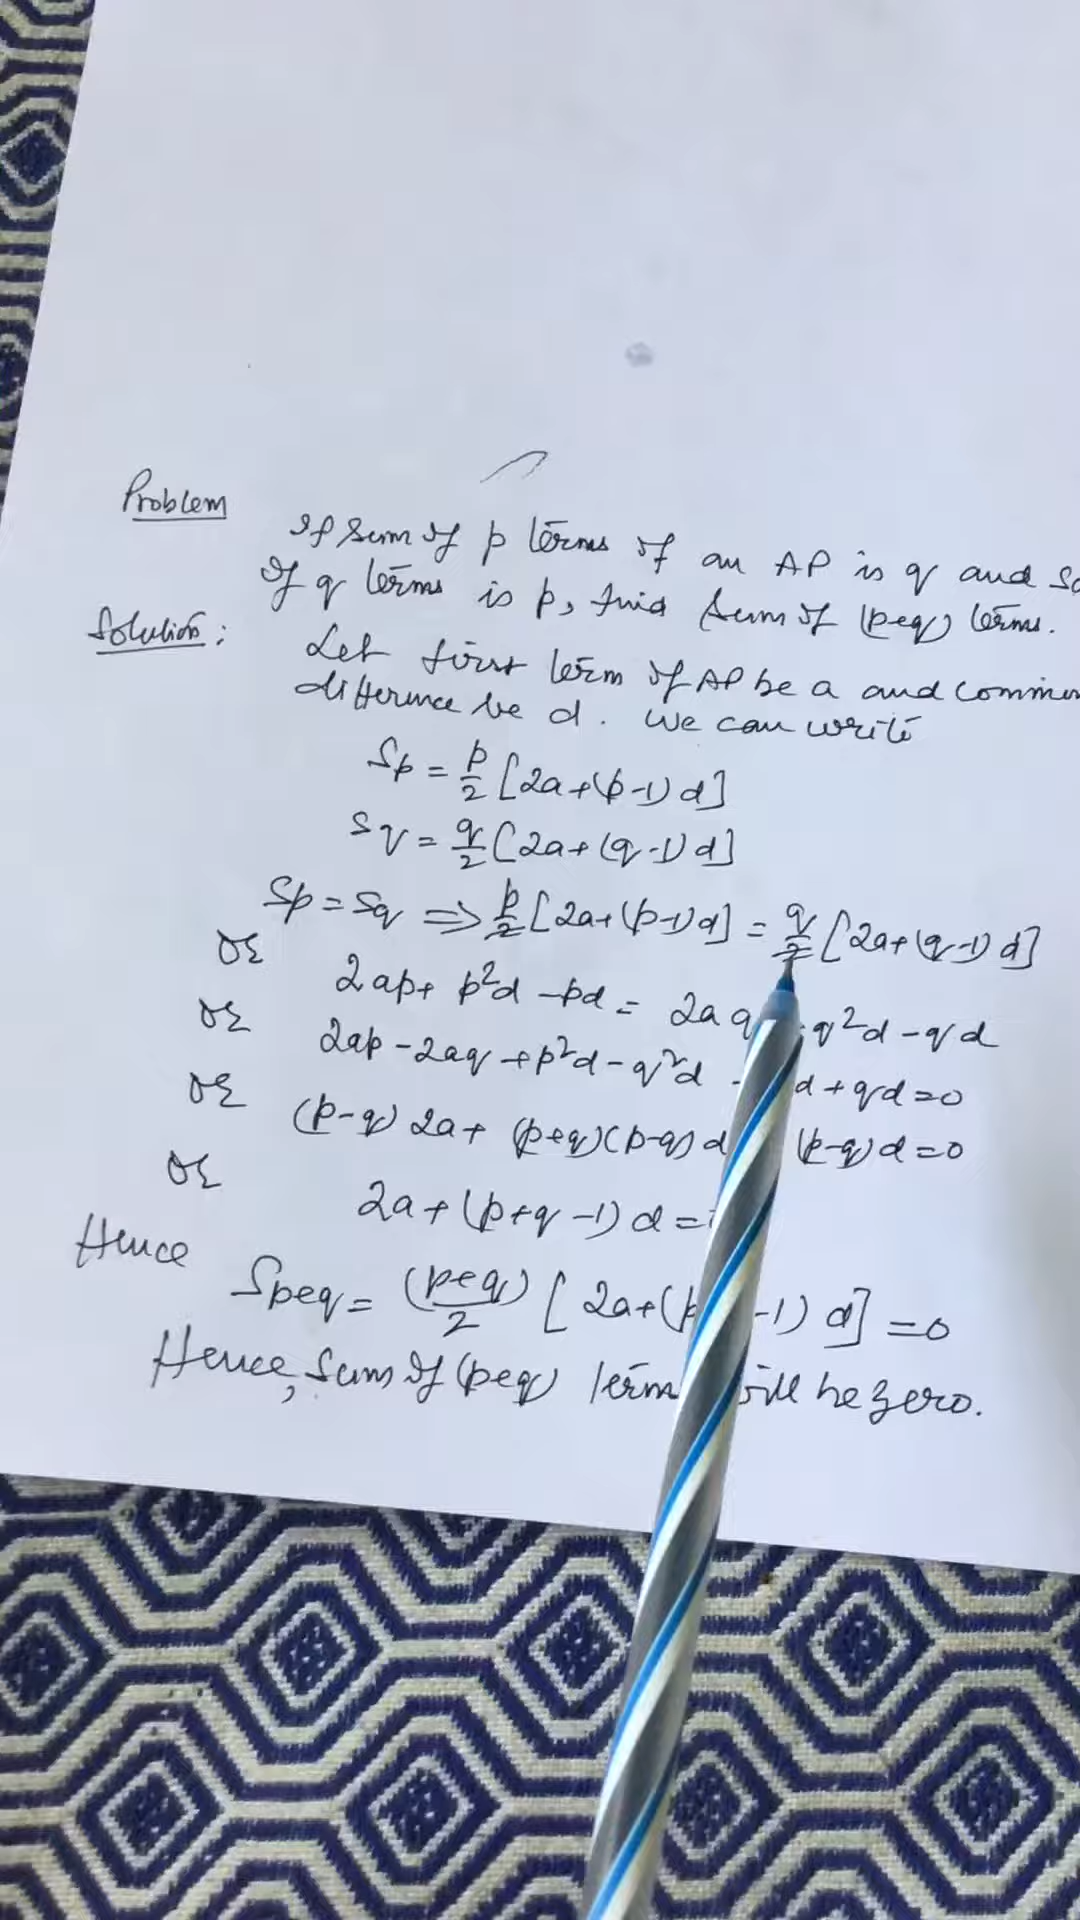 Problem
If sum of p terms of an AP is q and
of q terms is p, find sum of (p+q) terms.
Solution:
Let first term of AP be a and common
difference be d. We can write
Sp = p/2 [2a+(p-1)d]
Sq = q/2 [2a+(q-1)d]
Sp = Sq ⇒ p/2 [2a+(p-1)d] = q/2 [2a+(q-1)d]
or 2ap+ p²d - pd = 2aq q²d - qd
or 2ap - 2aq + p²d - q²d - d + qd = 0
or (p-q) 2a + (p+q)(p-q)d (p-q)d = 0
or 2a + (p+q-1) d =
Hence Sp+q = (p+q)/2 [2a+(p -1) d] = 0
Hence, sum of (p+q) term will be zero.